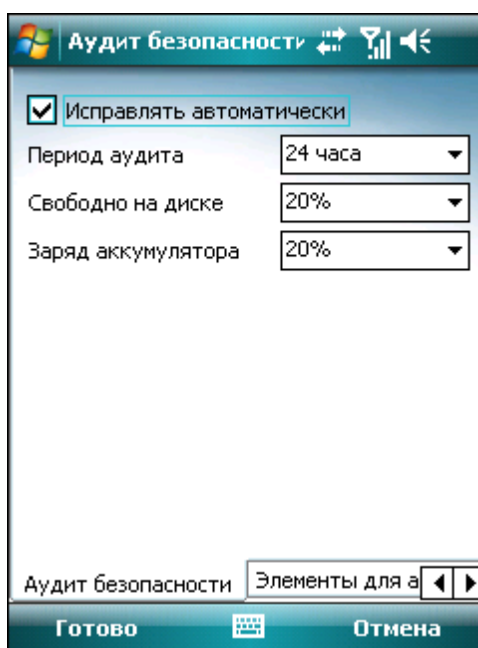 Аудит безопасности
Исправлять автоматически
Период аудита 24 часа
Свободно на диске 20%
Заряд аккумулятора 20%
Аудит безопасности Элементы для а
Готово Отмена